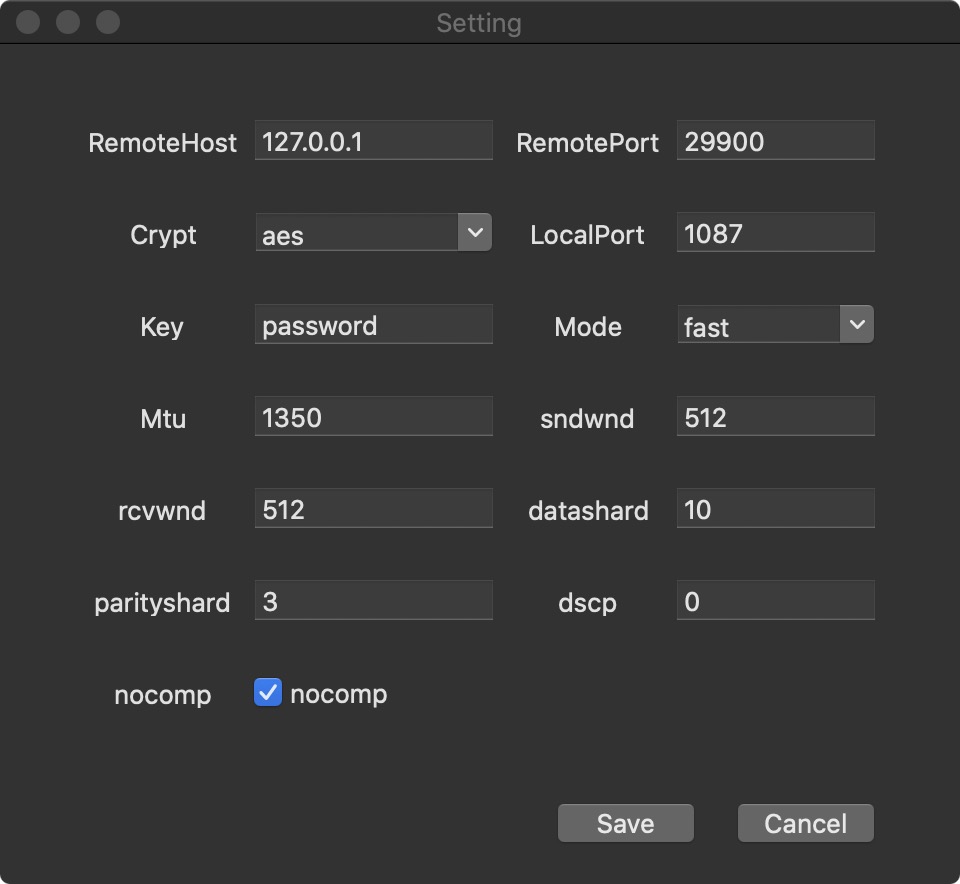 Setting
RemoteHost 127.0.0.1 RemotePort 29900
Crypt aes LocalPort 1087
Key password Mode fast
Mtu 1350 sndwnd 512
rcvwnd 512 datashard 10
parityshard 3 dscp 0
nocomp nocomp
Save Cancel